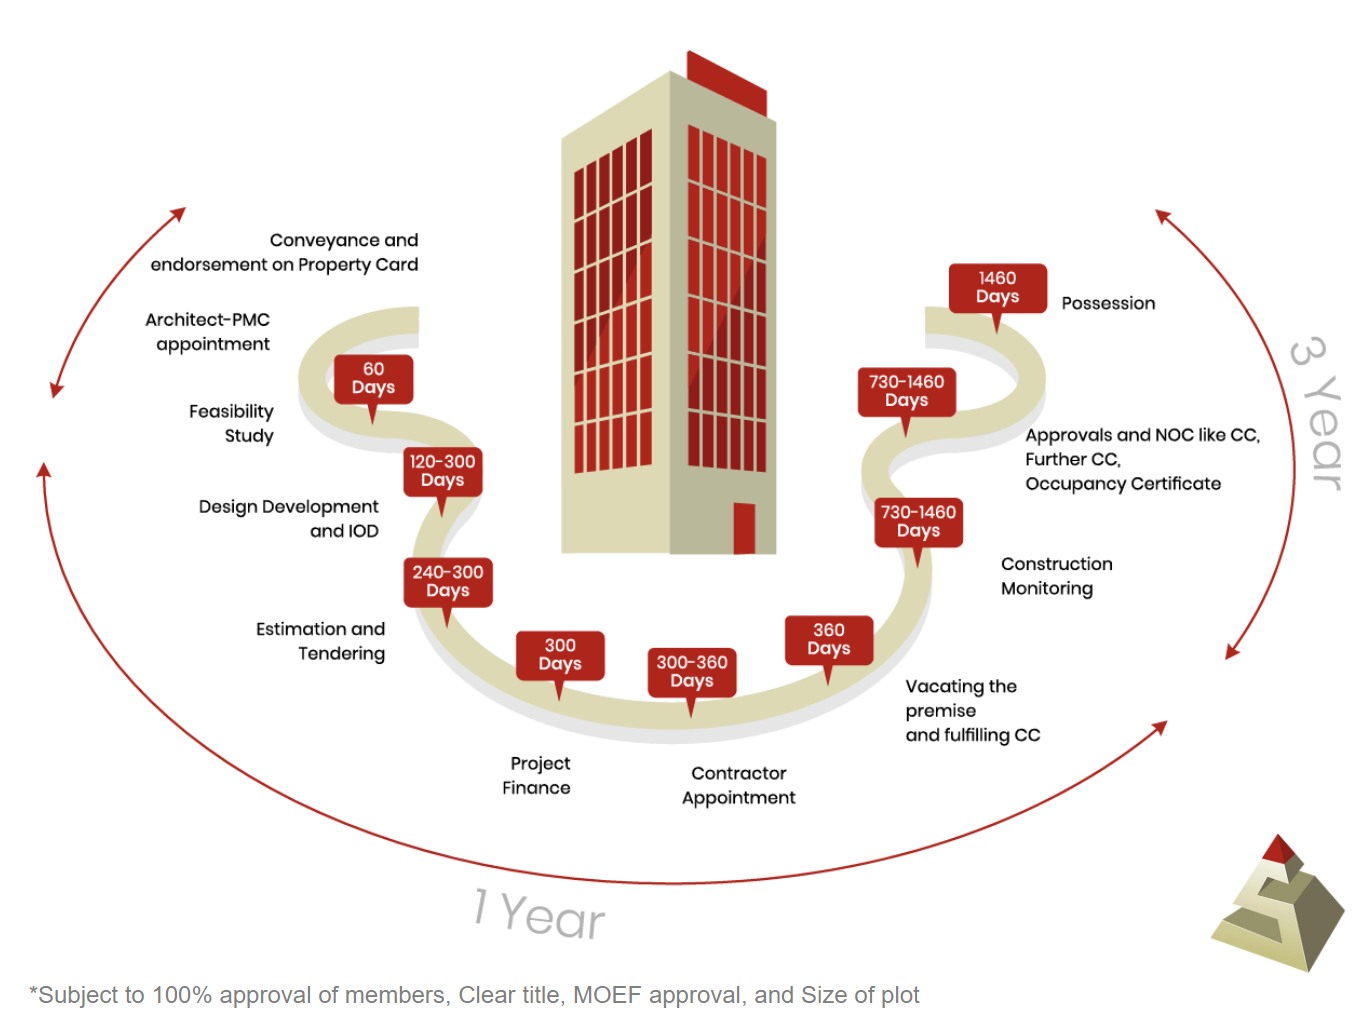 Conveyance and
endorsement on Property Card
Architect-PMC
appointment
60
Days
Feasibility
Study
120-300
Days
Design Development
and IOD
240-300
Days
Estimation and
Tendering
300
Days
Project
Finance
300-360
Days
Contractor
Appointment
360
Days
Vacating the
premise
and fulfilling CC
730-1460
Days
Construction
Monitoring
730-1460
Days
Approvals and NOC like CC,
Further CC,
Occupancy Certificate
1460
Days
Possession
1 Year
3 Year
*Subject to 100% approval of members, Clear title, MOEF approval, and Size of plot